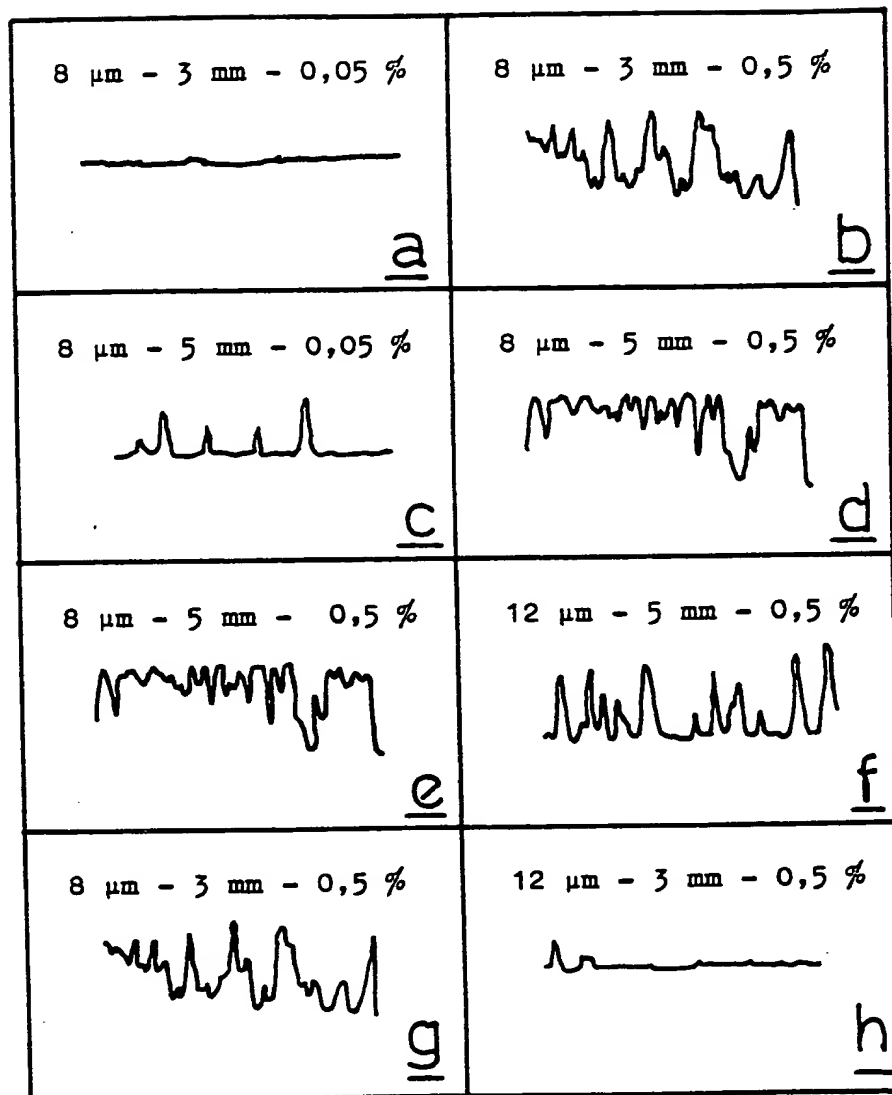 8 μm - 3 mm - 0,05 %
a
8 μm - 3 mm - 0,5 %
b
8 μm - 5 mm - 0,05 %
c
8 μm - 5 mm - 0,5 %
d
8 μm - 5 mm - 0,5 %
e
12 μm - 5 mm - 0,5 %
f
8 μm - 3 mm - 0,5 %
g
12 μm - 3 mm - 0,5 %
h